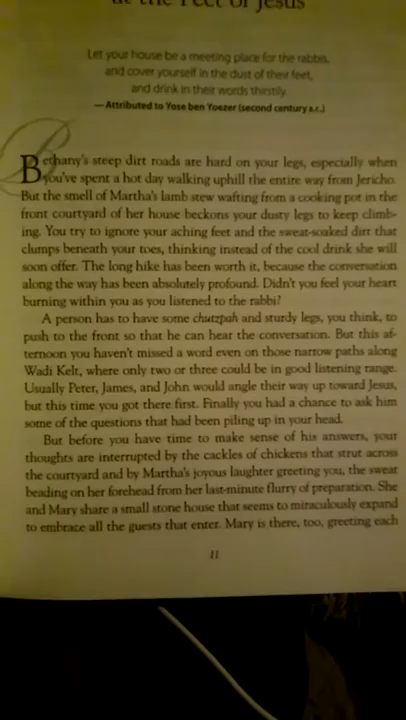 at the Feet of Jesus
Let your house be a meeting place for the rabbis,
and cover yourself in the dust of their feet,
and drink in their words thirstily.
— Attributed to Yose ben Yoezer (second century B.C.)
Bethany's steep dirt roads are hard on your legs, especially when
you've spent a hot day walking uphill the entire way from Jericho.
But the smell of Martha's lamb stew wafting from a cooking pot in the
front courtyard of her house beckons your dusty legs to keep climb-
ing. You try to ignore your aching feet and the sweat-soaked dirt that
clumps beneath your toes, thinking instead of the cool drink she will
soon offer. The long hike has been worth it, because the conversation
along the way has been absolutely profound. Didn't you feel your heart
burning within you as you listened to the rabbi?
A person has to have some chutzpah and sturdy legs, you think, to
push to the front so that he can hear the conversation. But this af-
ternoon you haven't missed a word even on those narrow paths along
Wadi Kelt, where only two or three could be in good listening range.
Usually Peter, James, and John would angle their way up toward Jesus,
but this time you got there first. Finally you had a chance to ask him
some of the questions that had been piling up in your head.
But before you have time to make sense of his answers, your
thoughts are interrupted by the cackles of chickens that strut across
the courtyard and by Martha's joyous laughter greeting you, the sweat
beading on her forehead from her last-minute flurry of preparation. She
and Mary share a small stone house that seems to miraculously expand
to embrace all the guests that enter. Mary is there, too, greeting each
11